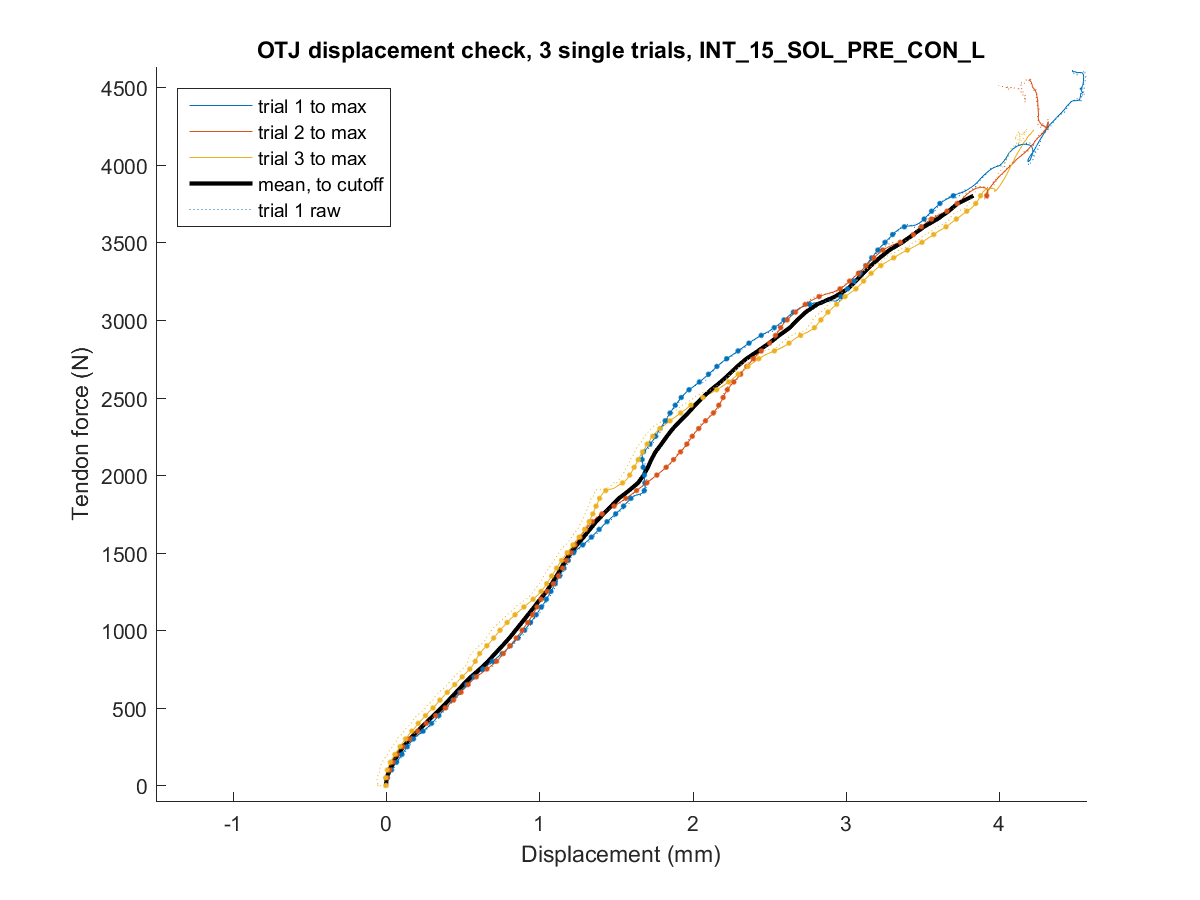 OTJ displacement check, 3 single trials, INT_15_SOL_PRE_CON_L
trial 1 to max
trial 2 to max
trial 3 to max
mean, to cutoff
trial 1 raw
4500
4000
3500
3000
2500
2000
1500
1000
500
0
Tendon force (N)
-1 0 1 2 3 4
Displacement (mm)